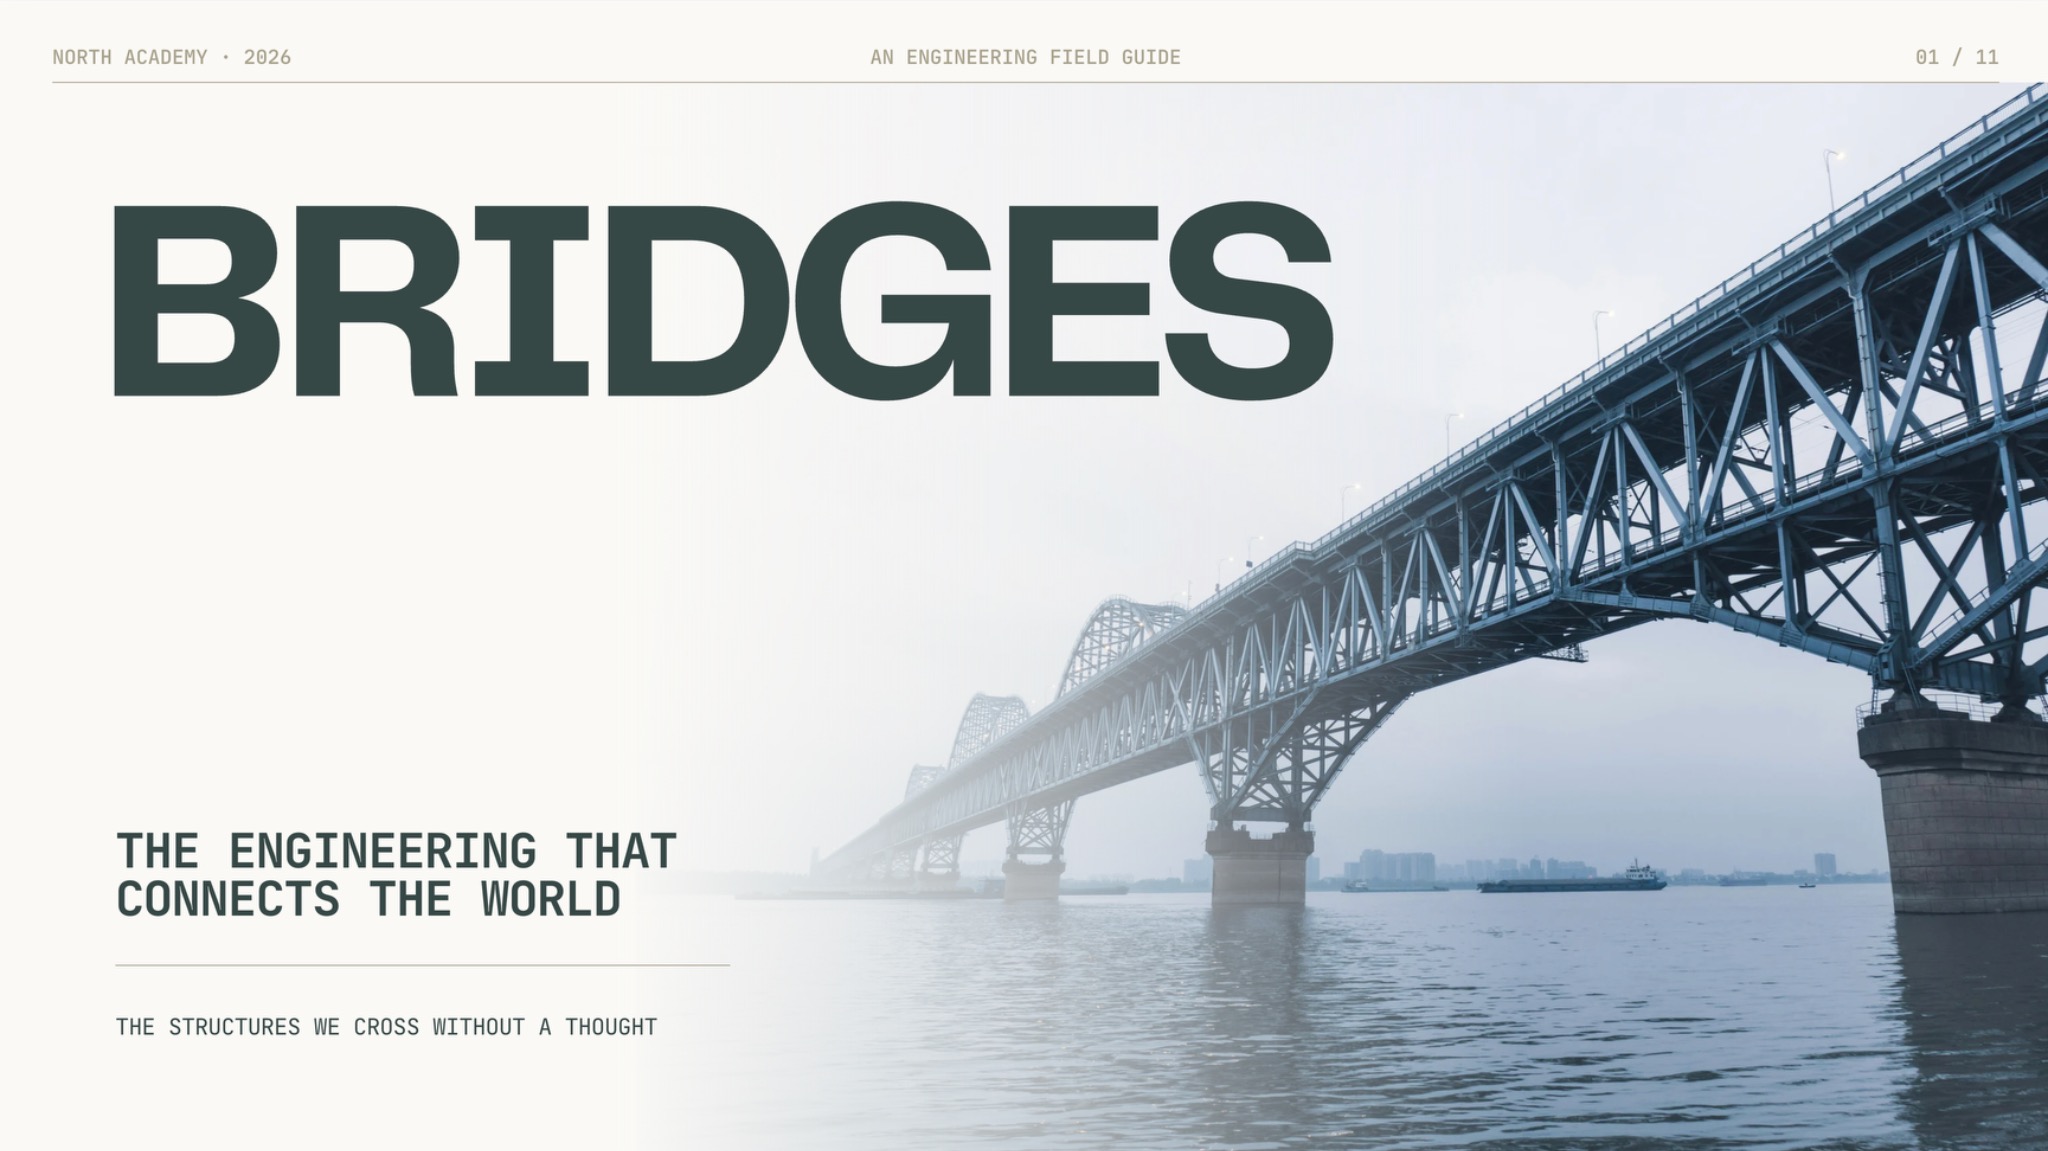 NORTH ACADEMY · 2026
AN ENGINEERING FIELD GUIDE
01 / 11
BRIDGES
THE ENGINEERING THAT
CONNECTS THE WORLD
THE STRUCTURES WE CROSS WITHOUT A THOUGHT